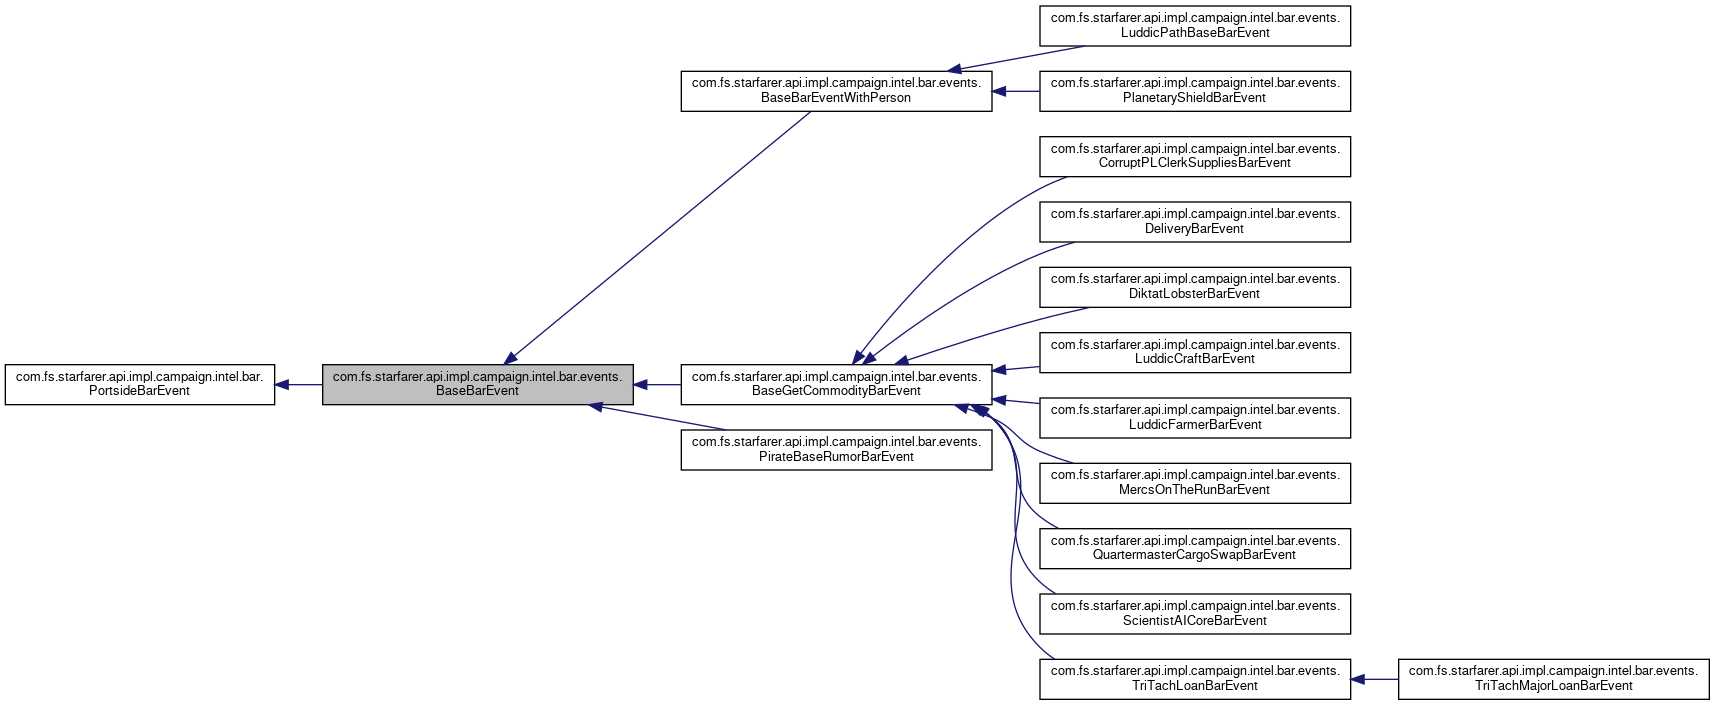 com.fs.starfarer.api.impl.campaign.intel.bar.
PortsideBarEvent
com.fs.starfarer.api.impl.campaign.intel.bar.events.
BaseBarEvent
com.fs.starfarer.api.impl.campaign.intel.bar.events.
BaseBarEventWithPerson
com.fs.starfarer.api.impl.campaign.intel.bar.events.
BaseGetCommodityBarEvent
com.fs.starfarer.api.impl.campaign.intel.bar.events.
PirateBaseRumorBarEvent
com.fs.starfarer.api.impl.campaign.intel.bar.events.
LuddicPathBaseBarEvent
com.fs.starfarer.api.impl.campaign.intel.bar.events.
PlanetaryShieldBarEvent
com.fs.starfarer.api.impl.campaign.intel.bar.events.
CorruptPLClerkSuppliesBarEvent
com.fs.starfarer.api.impl.campaign.intel.bar.events.
DeliveryBarEvent
com.fs.starfarer.api.impl.campaign.intel.bar.events.
DiktatLobsterBarEvent
com.fs.starfarer.api.impl.campaign.intel.bar.events.
LuddicCraftBarEvent
com.fs.starfarer.api.impl.campaign.intel.bar.events.
LuddicFarmerBarEvent
com.fs.starfarer.api.impl.campaign.intel.bar.events.
MercsOnTheRunBarEvent
com.fs.starfarer.api.impl.campaign.intel.bar.events.
QuartermasterCargoSwapBarEvent
com.fs.starfarer.api.impl.campaign.intel.bar.events.
ScientistAICoreBarEvent
com.fs.starfarer.api.impl.campaign.intel.bar.events.
TriTachLoanBarEvent
com.fs.starfarer.api.impl.campaign.intel.bar.events.
TriTachMajorLoanBarEvent